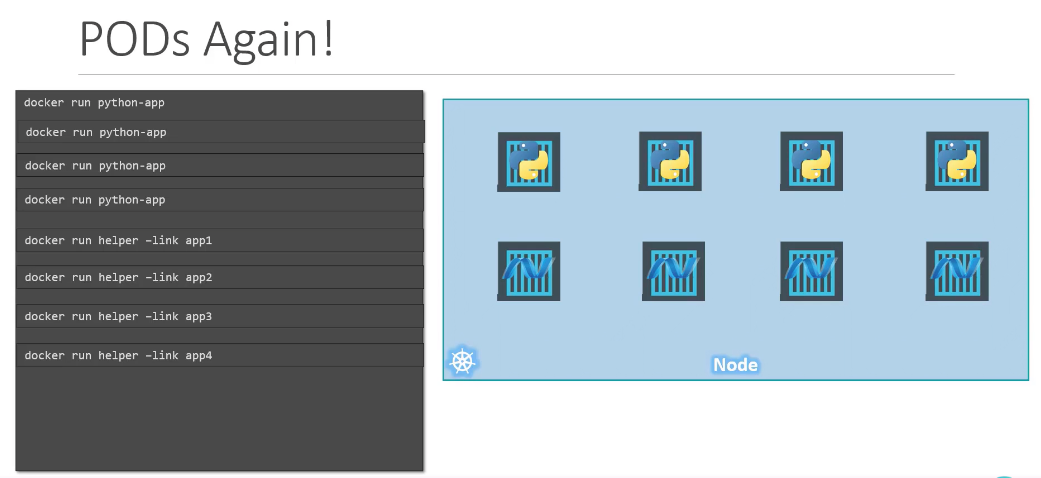 PODs Again!
docker run python-app
docker run python-app
docker run python-app
docker run python-app
docker run helper –link app1
docker run helper –link app2
docker run helper –link app3
docker run helper –link app4
Node